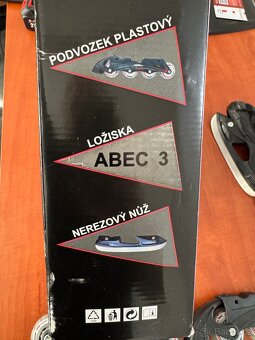 PODVOZEK PLASTOVÝ
LOŽISKA
ABEC 3
NEREZOVÝ NŮŽ